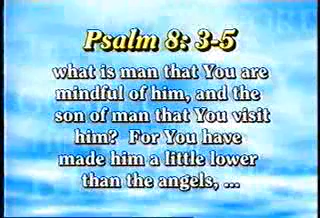 Psalm 8: 3-5
what is man that You are
mindful of him, and the
son of man that You visit
him?  For You have
made him a little lower
than the angels, ...